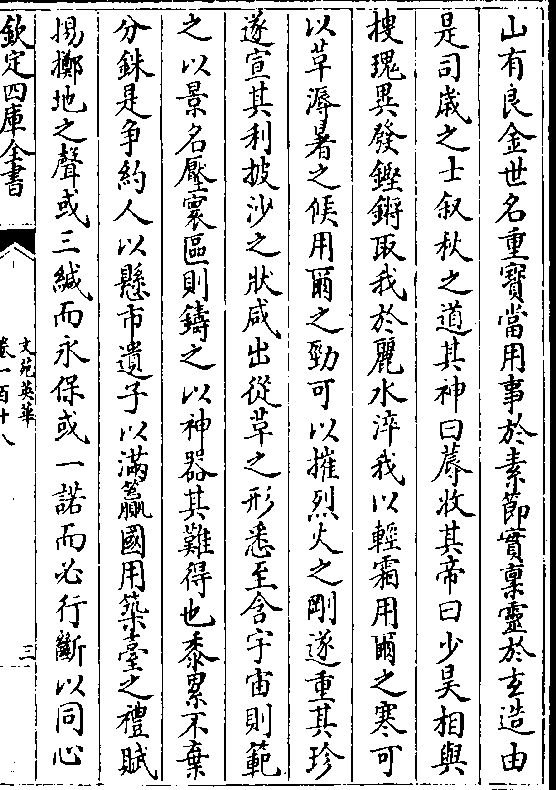 山有良金世名重寶當用事於素節實稟靈於玄造由
是司歲之士叙秋之道其神曰蓐收其帝曰少昊相與
搜瑰異發鏗鏘取我於麗水淬我以輕霜用爾之寒可
以草溽暑之候用爾之勁可以摧烈火之剛遂重其珍
遂宣其利披沙之狀咸出從草之形悉至含宇宙則範
之以景名壓寰區則鑄之以神器其難得也黍累不棄
分銖是争約人以懸市遺子以滿籯國用築臺之禮賦
掦擲地之聲或三緘而永保或一諾而必行斷以同心
欽定四庫全書
文苑英華
卷一百十八
三